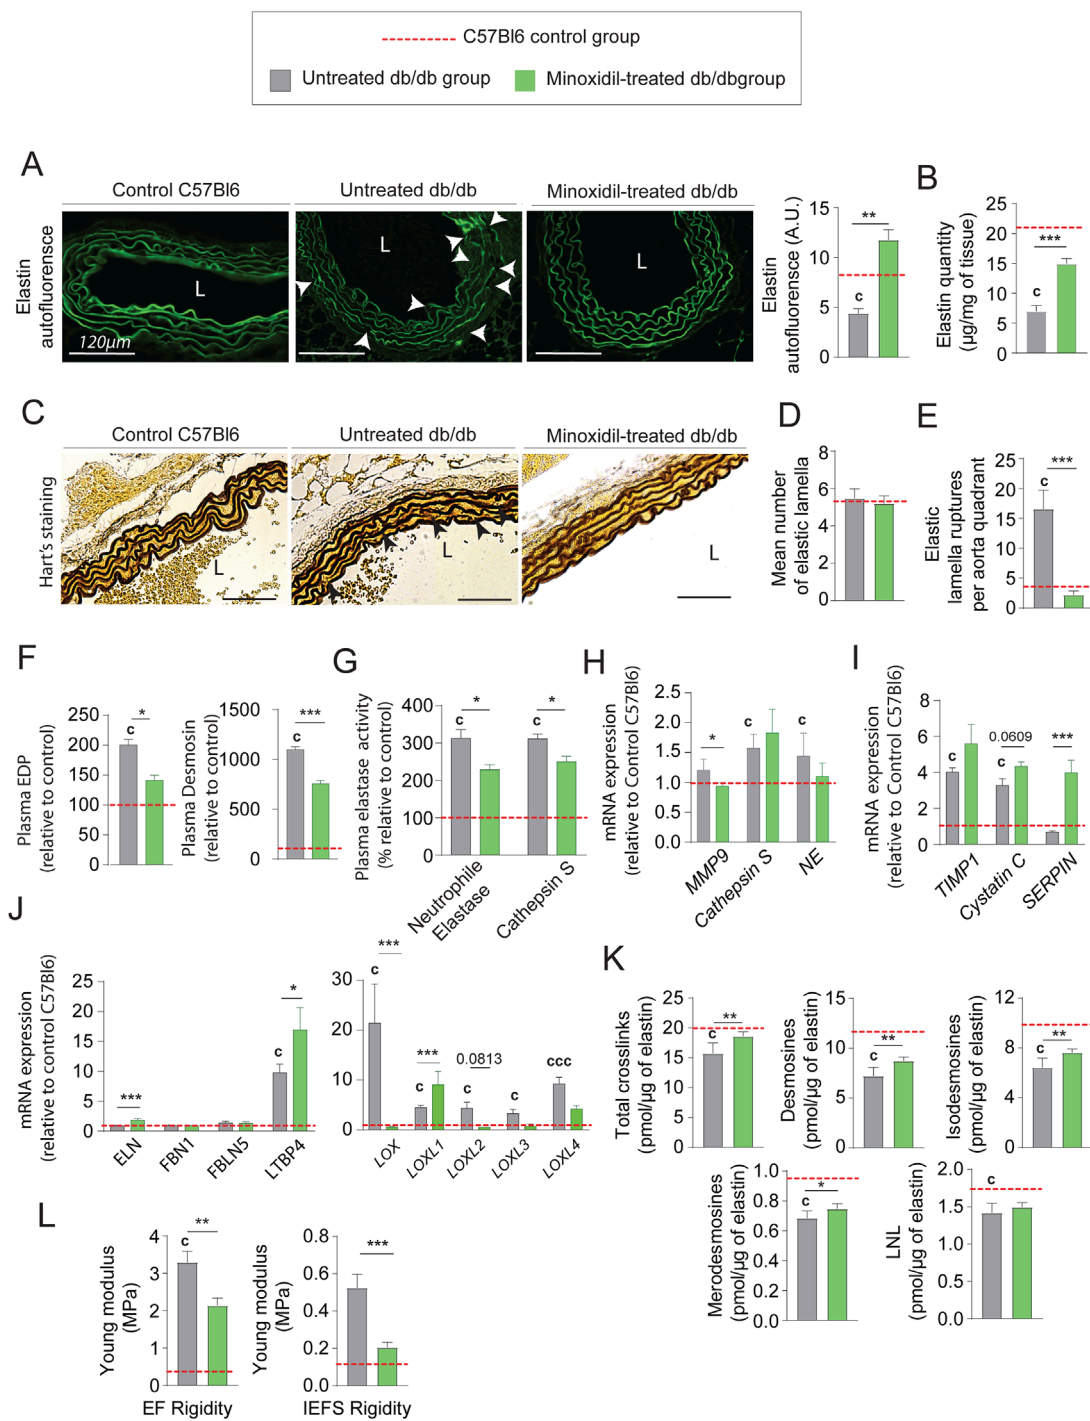 C57Bl6 control group
Untreated db/db group
Minoxidil-treated db/dbgroup
A
Control C57Bl6
Untreated db/db
Minoxidil-treated db/db
Elastin
autofluorensce
L
L
L
120µm
Elastin
autofluorensce (A.U.)
15
10
5
0
**
c
B
Elastin quantity
(µg/mg of tissue)
25
20
15
10
5
0
***
c
C
Control C57Bl6
Untreated db/db
Minoxidil-treated db/db
Hart's staining
L
L
L
D
Mean number
of elastic lamella
8
6
4
2
0
E
Elastic
lamella ruptures
per aorta quadrant
25
20
15
10
5
0
***
c
F
Plasma EDP
(relative to control)
250
200
150
100
50
0
*
c
Plasma Desmosin
(relative to control)
1500
1000
500
0
***
c
G
Plasma elastase activity
(% relative to control)
400
300
200
100
0
c
*
c
*
Neutrophile
Elastase
Cathepsin S
H
mRNA expression
(relative to Control C57Bl6)
2.5
2.0
1.5
1.0
0.5
0.0
*
c
c
MMP9
Cathepsin S
NE
I
mRNA expression
(relative to Control C57Bl6)
8
6
4
2
0
c
0.0609
c
***
TIMP1
Cystatin C
SERPIN
J
mRNA expression
(relative to control C57Bl6)
25
20
15
10
5
0
***
c
*
ELN
FBN1
FBLN5
LTBP4
30
20
10
0
***
c
***
c
0.0813
c
c
ccc
LOX
LOXL1
LOXL2
LOXL3
LOXL4
K
Total crosslinks
(pmol/µg of elastin)
25
20
15
10
5
0
**
c
Desmosines
(pmol/µg of elastin)
15
10
5
0
**
c
Isodesmosines
(pmol/µg of elastin)
12
8
4
0
**
c
Merodesmosines
(pmol/µg of elastin)
1.0
0.8
0.6
0.4
0.2
0.0
*
c
LNL
(pmol/µg of elastin)
2.0
1.5
1.0
0.5
0.0
c
L
Young modulus
(MPa)
4
3
2
1
0
**
c
EF Rigidity
Young modulus
(MPa)
0.8
0.6
0.4
0.2
0.0
***
IEFS Rigidity